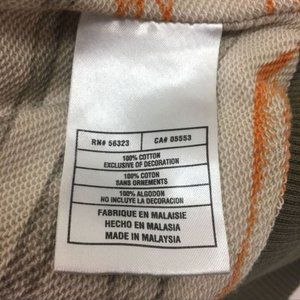 RN# 56323 CA# 05553
100% COTTON
EXCLUSIVE OF DECORATION
100% COTON
SANS ORNEMENTS
100% ALGODON
NO INCLUYE LA DECORACION
FABRIQUE EN MALAISIE
HECHO EN MALASIA
MADE IN MALAYSIA